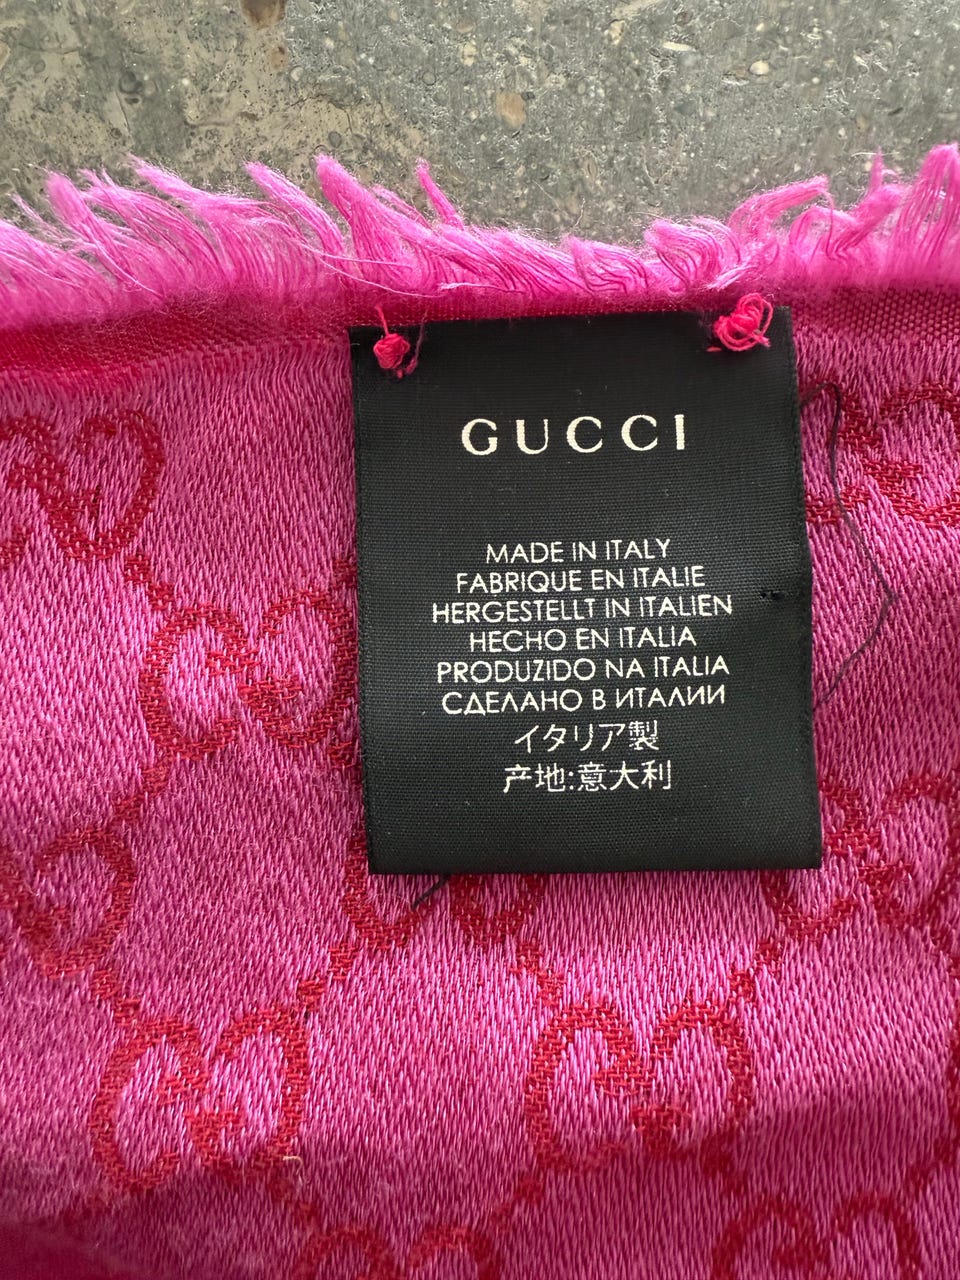 GUCCI
MADE IN ITALY
FABRIQUE EN ITALIE
HERGESTELLT IN ITALIEN
HECHO EN ITALIA
PRODUZIDO NA ITALIA
СДЕЛАНО В ИТАЛИИ
イタリア製
产地:意大利